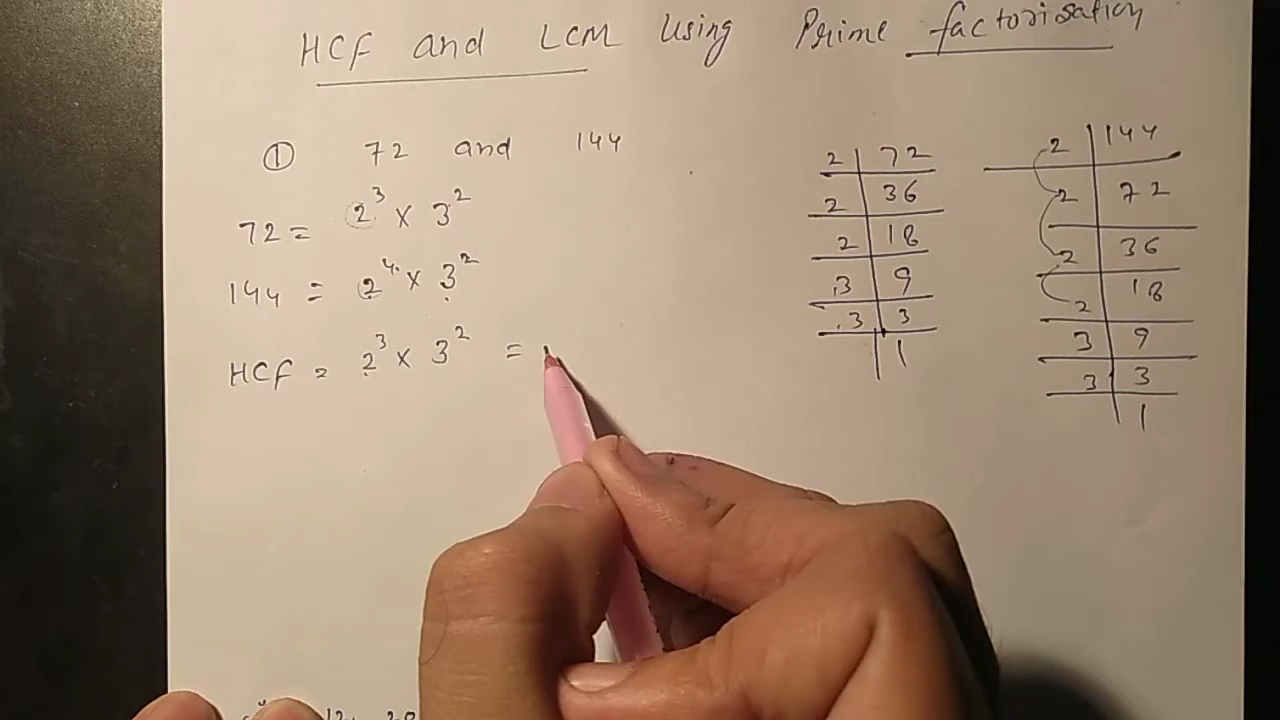 HCF and LCM Using Prime factorisation
① 72 and 144
72 = 2³ × 3²
144 = 2⁴ × 3²
HCF = 2³ × 3² =
2 | 72
2 | 36
2 | 18
3 | 9
3 | 3
| 1
2 | 144
2 | 72
2 | 36
2 | 18
3 | 9
3 | 3
| 1